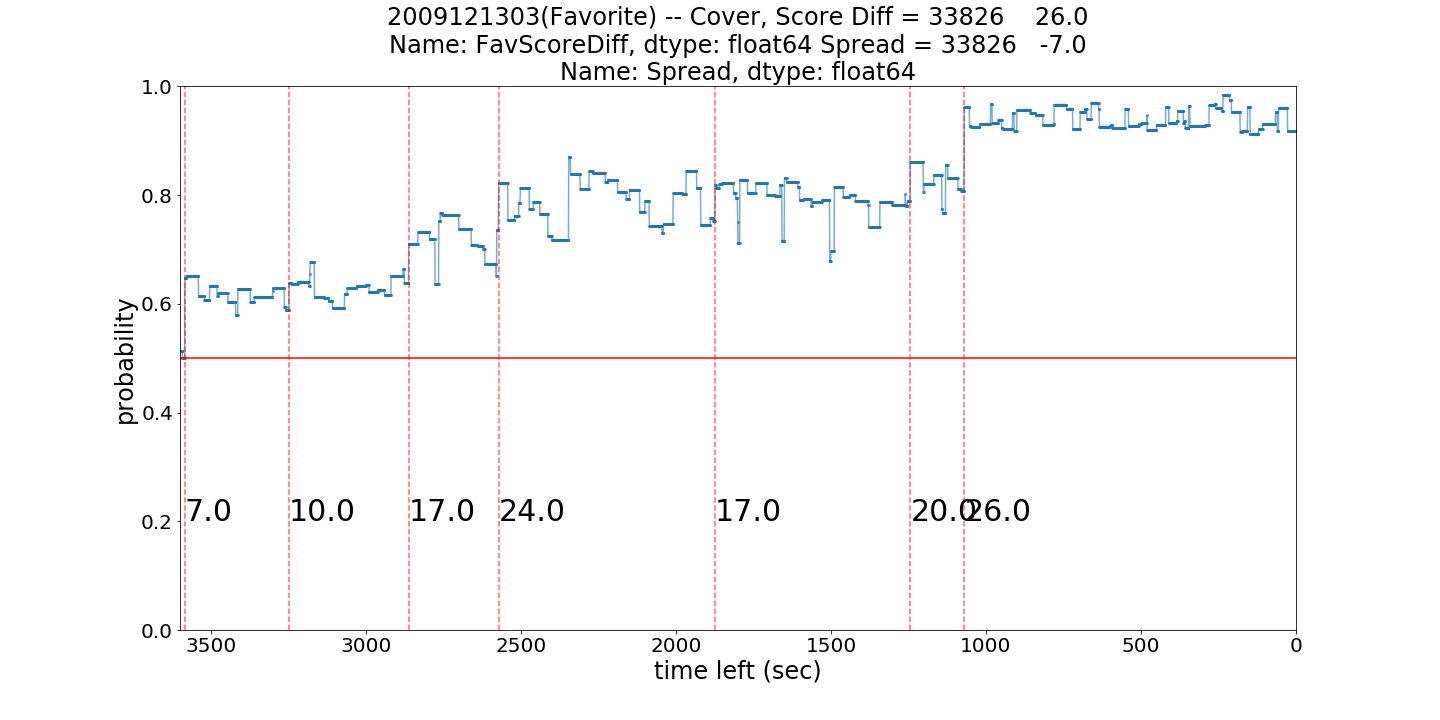 2009121303(Favorite) -- Cover, Score Diff = 33826    26.0
Name: FavScoreDiff, dtype: float64 Spread = 33826   -7.0
Name: Spread, dtype: float64
1.0
0.8
0.6
0.4
0.2
0.0
probability
7.0 10.0 17.0 24.0 17.0 20.0 26.0
3500 3000 2500 2000 1500 1000 500 0
time left (sec)